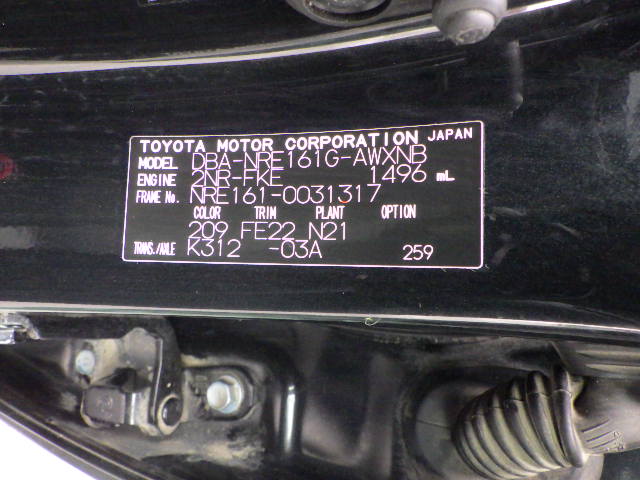 TOYOTA MOTOR CORPORATION JAPAN
MODEL DBA-NRE161G-AWXNB
ENGINE 2NR-FKE 1496 mL
FRAME No. NRE161-0031317
COLOR TRIM PLANT OPTION
209 FE22 N21
TRANS./AXLE K312 -03A 259